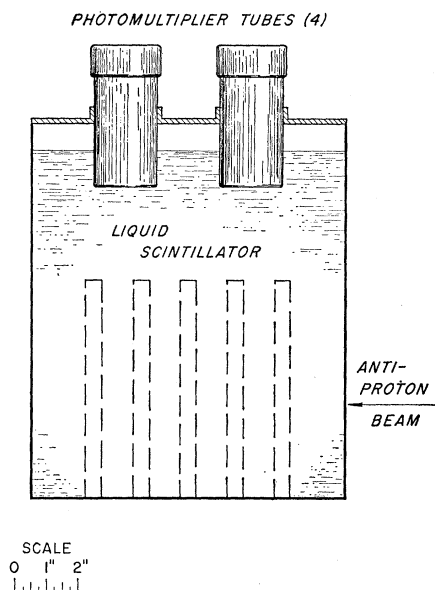 PHOTOMULTIPLIER TUBES (4)
LIQUID
SCINTILLATOR
ANTI-
PROTON
BEAM
SCALE
0 1" 2"